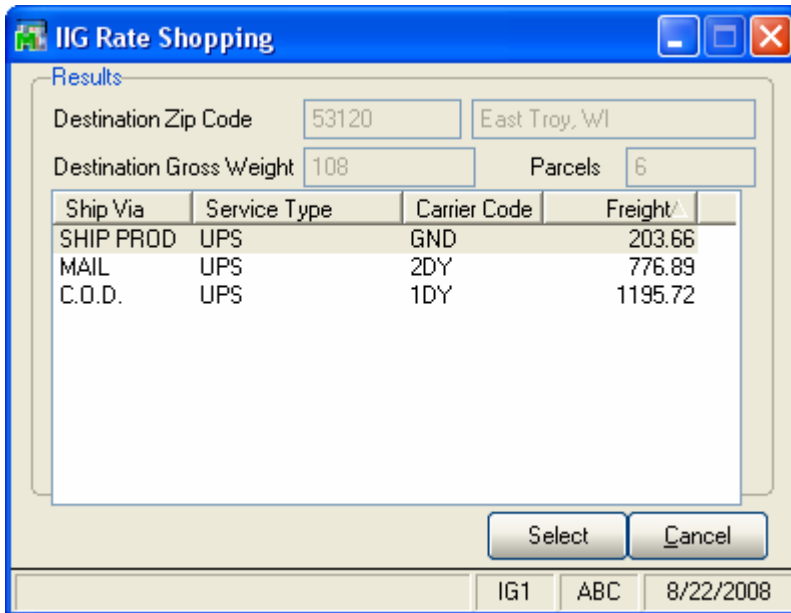 IIG Rate Shopping
Results
Destination Zip Code 53120 East Troy, WI
Destination Gross Weight 108 Parcels 6
Ship Via Service Type Carrier Code Freight
SHIP PROD UPS GND 203.66
MAIL UPS 2DY 776.89
C.O.D. UPS 1DY 1195.72
Select Cancel
IG1 ABC 8/22/2008